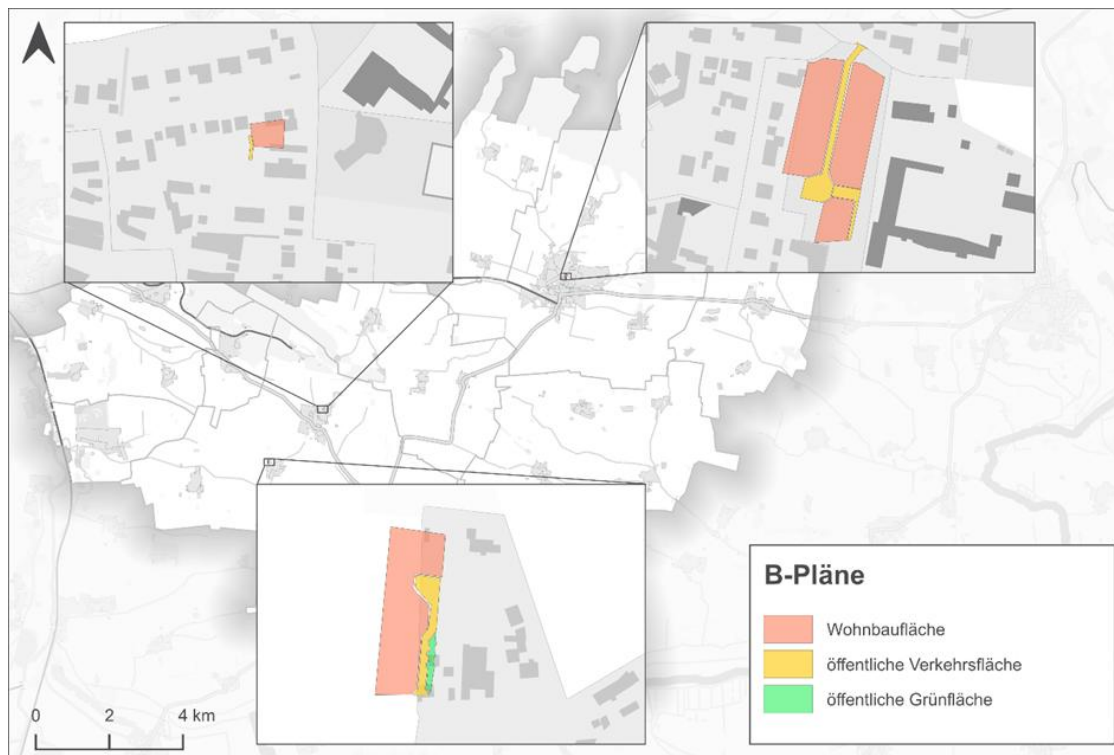 B-Pläne
Wohnbaufläche
öffentliche Verkehrsfläche
öffentliche Grünfläche
0 2 4 km